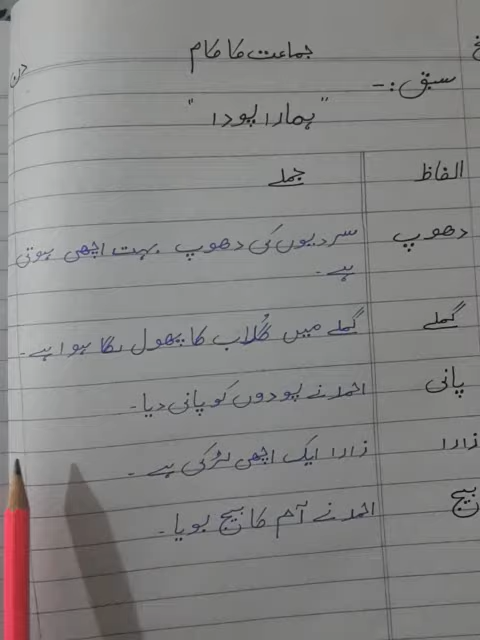 جماعت کا کام
دن
سبق :-
"ہمارا پودا"
الفاظ جملے
دھوپ سردیوں کی دھوپ بہت اچھی ہوتی
ہے۔
گملے گملے میں گلاب کا پھول لگا ہوا ہے۔
پانی احمد نے پودوں کو پانی دیا۔
زارا زارا ایک اچھی لڑکی ہے۔
بیج احمد نے آم کا بیج بویا۔